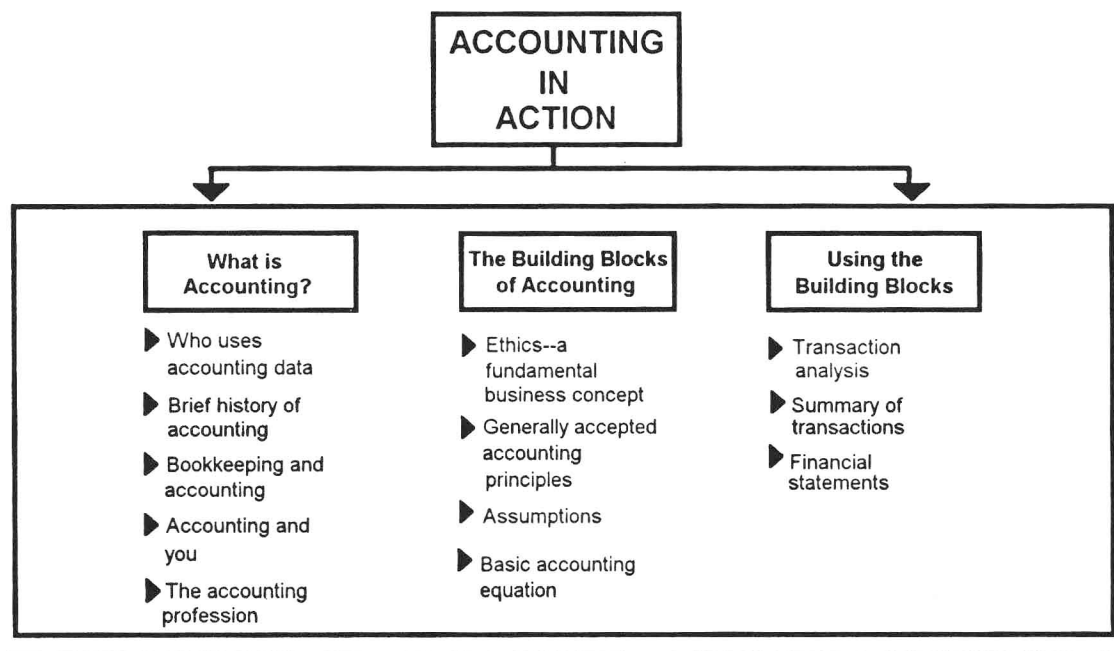 ACCOUNTING
IN
ACTION
What is
Accounting?
Who uses
accounting data
Brief history of
accounting
Bookkeeping and
accounting
Accounting and
you
The accounting
profession
The Building Blocks
of Accounting
Ethics--a
fundamental
business concept
Generally accepted
accounting
principles
Assumptions
Basic accounting
equation
Using the
Building Blocks
Transaction
analysis
Summary of
transactions
Financial
statements